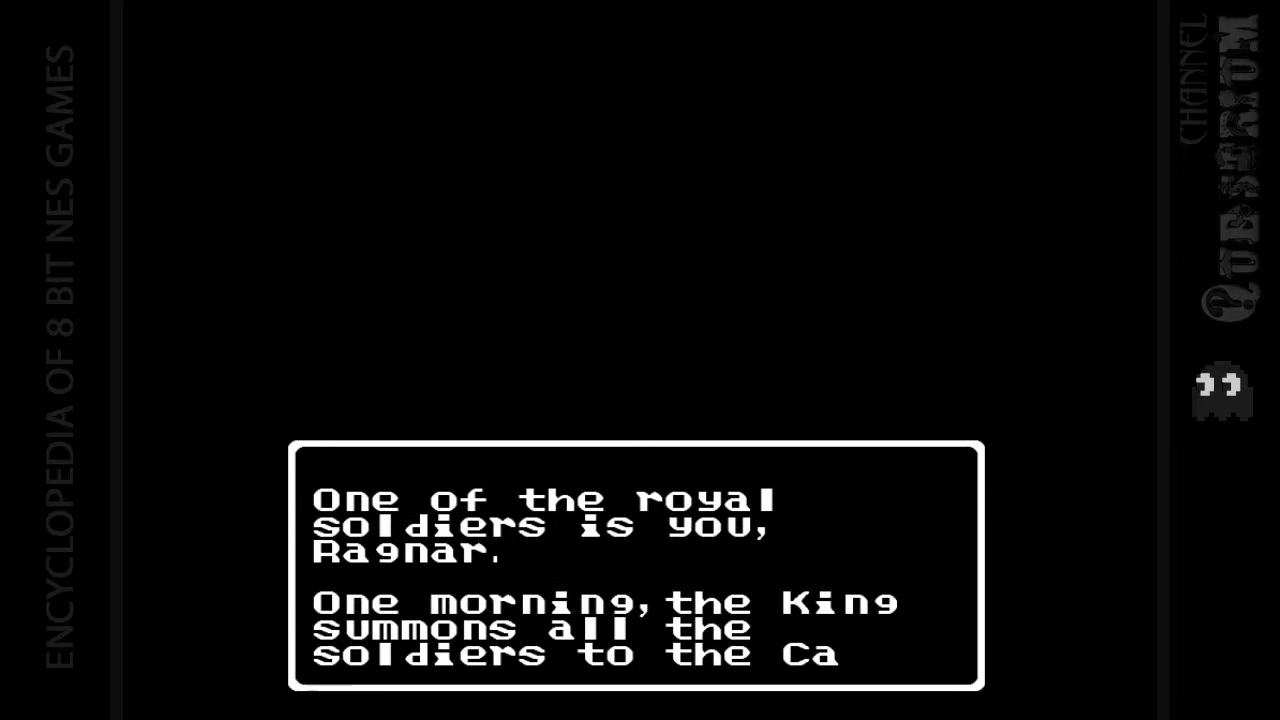 ENCYCLOPEDIA OF 8 BIT NES GAMES
One of the royal
soldiers is you,
Ragnar.
One morning, the King
summons all the
soldiers to the Ca
CHANNEL
QUESTERIUM